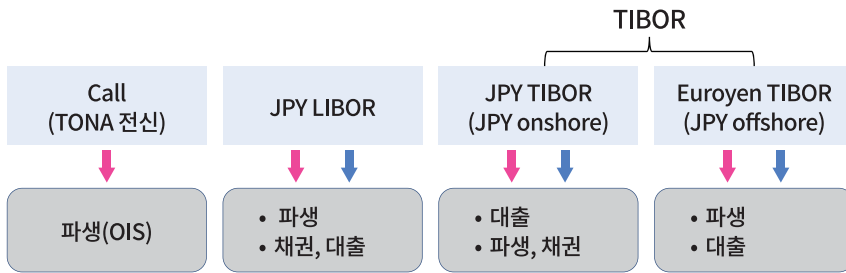 TIBOR
Call
(TONA 전신)
JPY LIBOR
JPY TIBOR
(JPY onshore)
Euroyen TIBOR
(JPY offshore)
파생(OIS)
• 파생
• 채권, 대출
• 대출
• 파생, 채권
• 파생
• 대출